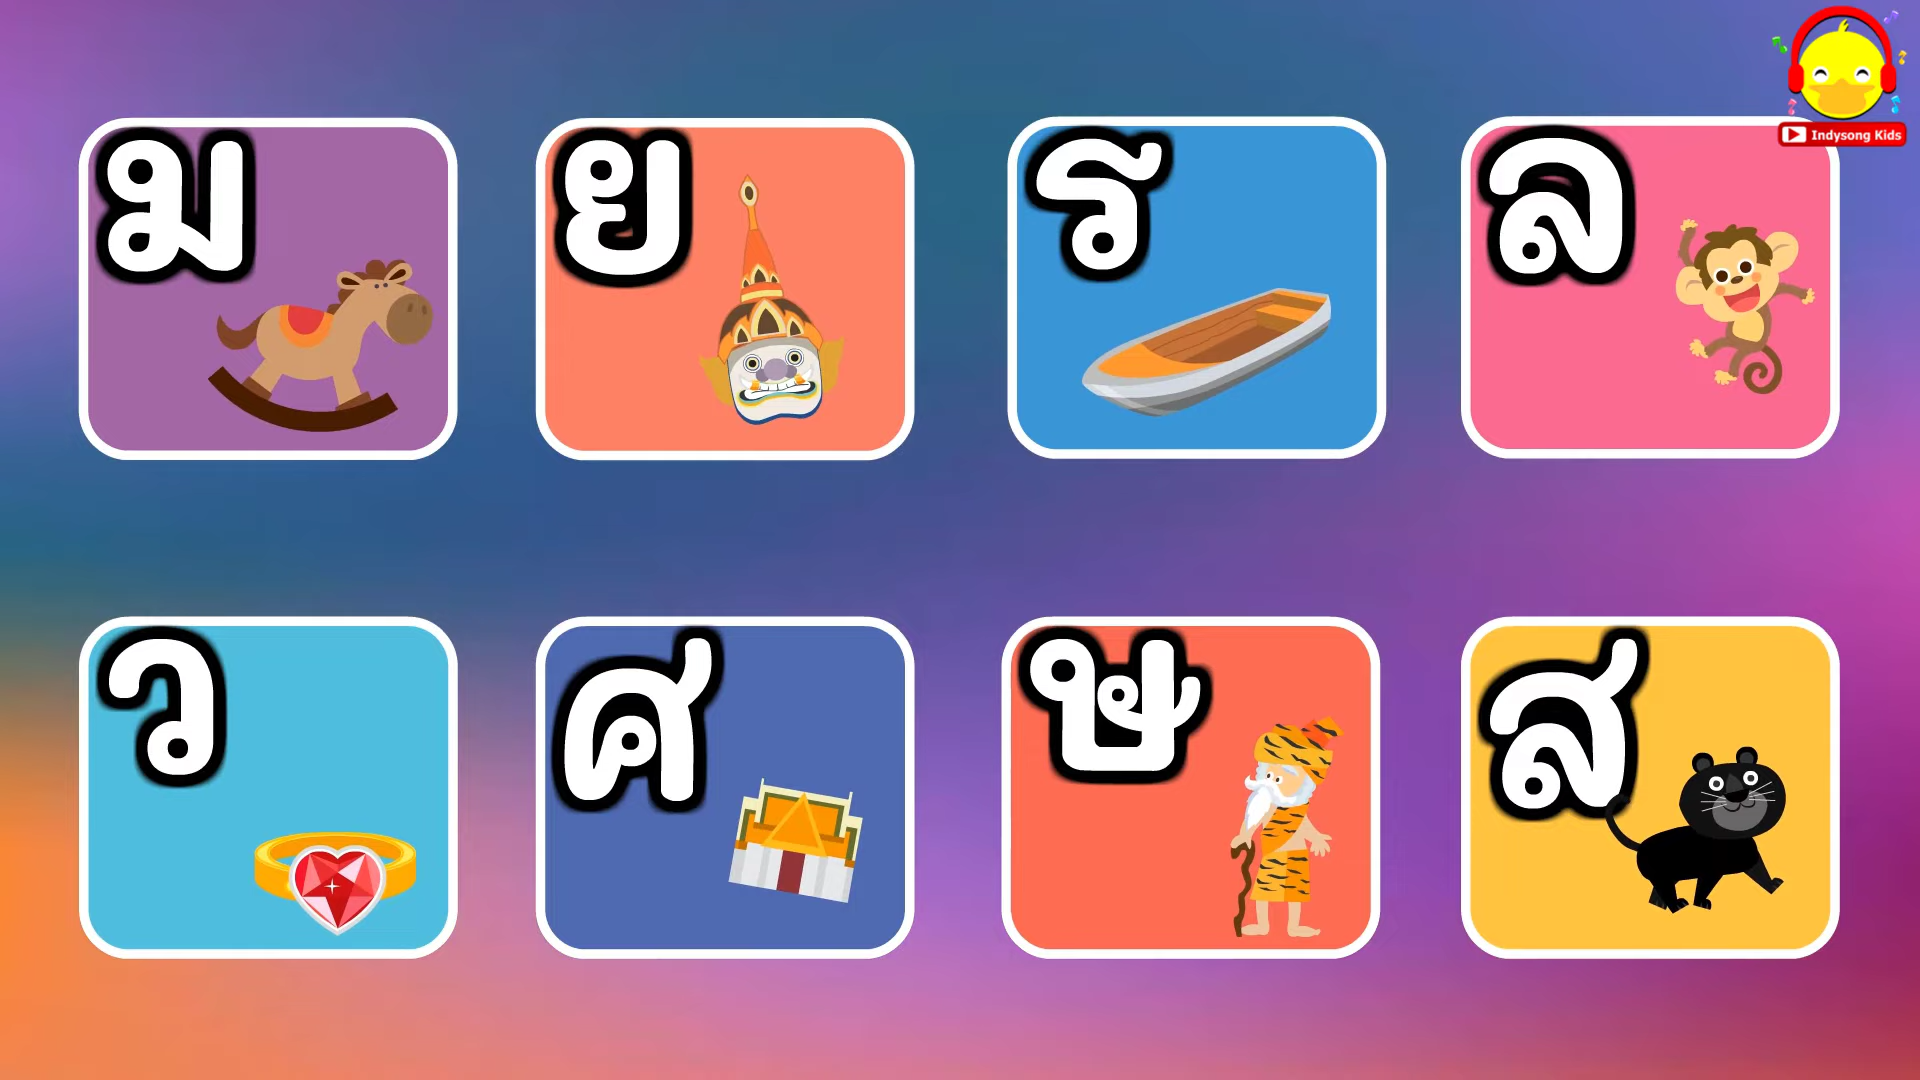 Indysong Kids
ม ย ร ล
ว ศ ษ ส